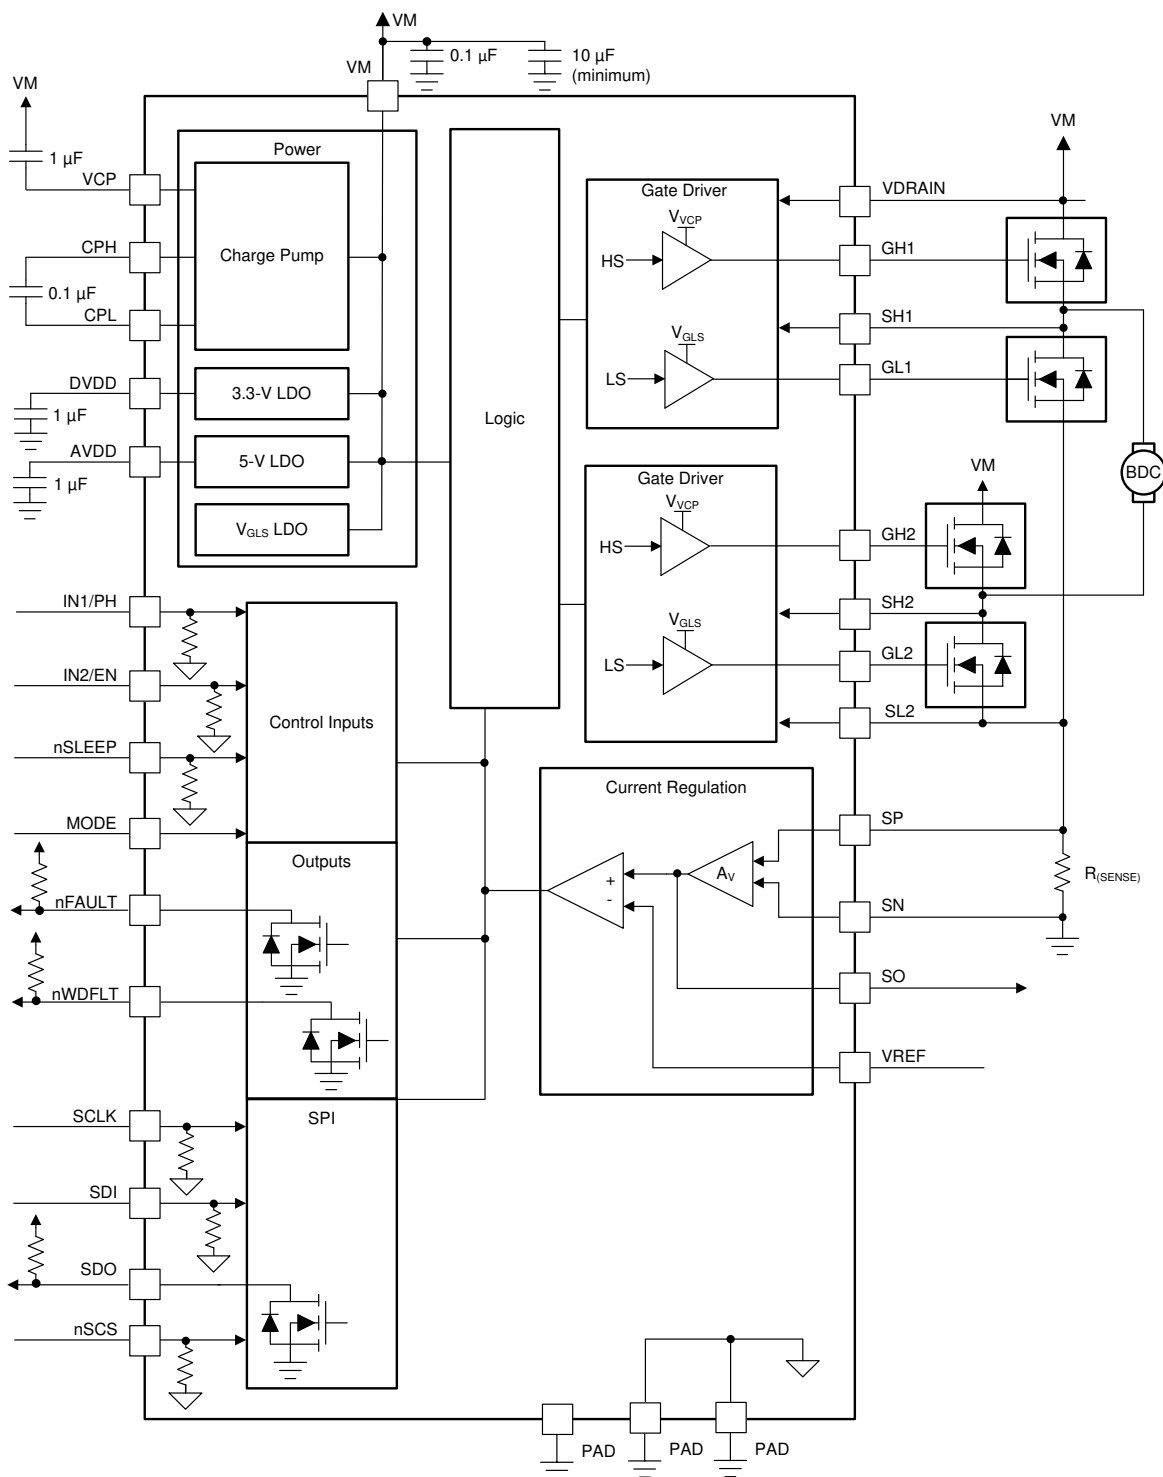 VM
VM
0.1 µF
10 µF
(minimum)
VM
1 µF
VCP
CPH
0.1 µF
CPL
DVDD
1 µF
AVDD
1 µF
Power
Charge Pump
3.3-V LDO
5-V LDO
VGLS LDO
Logic
Gate Driver
VVCP
HS
VGLS
LS
Gate Driver
VVCP
HS
VGLS
LS
VM
VDRAIN
GH1
SH1
GL1
BDC
VM
GH2
SH2
GL2
SL2
IN1/PH
IN2/EN
nSLEEP
MODE
nFAULT
nWDFLT
SCLK
SDI
SDO
nSCS
Control Inputs
Outputs
SPI
Current Regulation
+
-
AV
SP
R(SENSE)
SN
SO
VREF
PAD
PAD
PAD